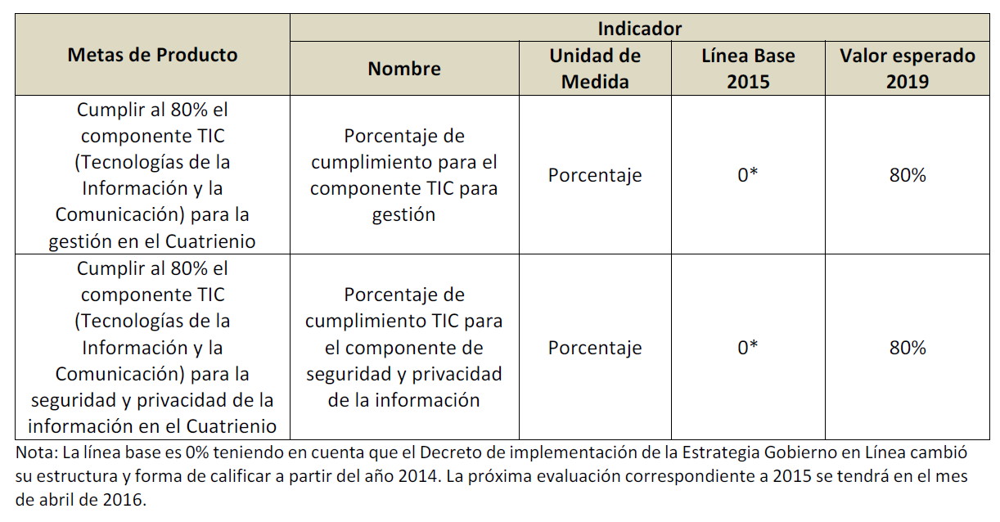 Metas de Producto
Indicador
Nombre
Unidad de
Medida
Línea Base
2015
Valor esperado
2019
Cumplir al 80% el
componente TIC
(Tecnologías de la
Información y la
Comunicación) para la
gestión en el Cuatrienio
Porcentaje de
cumplimiento para el
componente TIC para
gestión
Porcentaje
0*
80%
Cumplir al 80% el
componente TIC
(Tecnologías de la
Información y la
Comunicación) para la
seguridad y privacidad de la
información en el Cuatrienio
Porcentaje de
cumplimiento TIC para
el componente de
seguridad y privacidad
de la información
Porcentaje
0*
80%
Nota: La línea base es 0% teniendo en cuenta que el Decreto de implementación de la Estrategia Gobierno en Línea cambió
su estructura y forma de calificar a partir del año 2014. La próxima evaluación correspondiente a 2015 se tendrá en el mes
de abril de 2016.